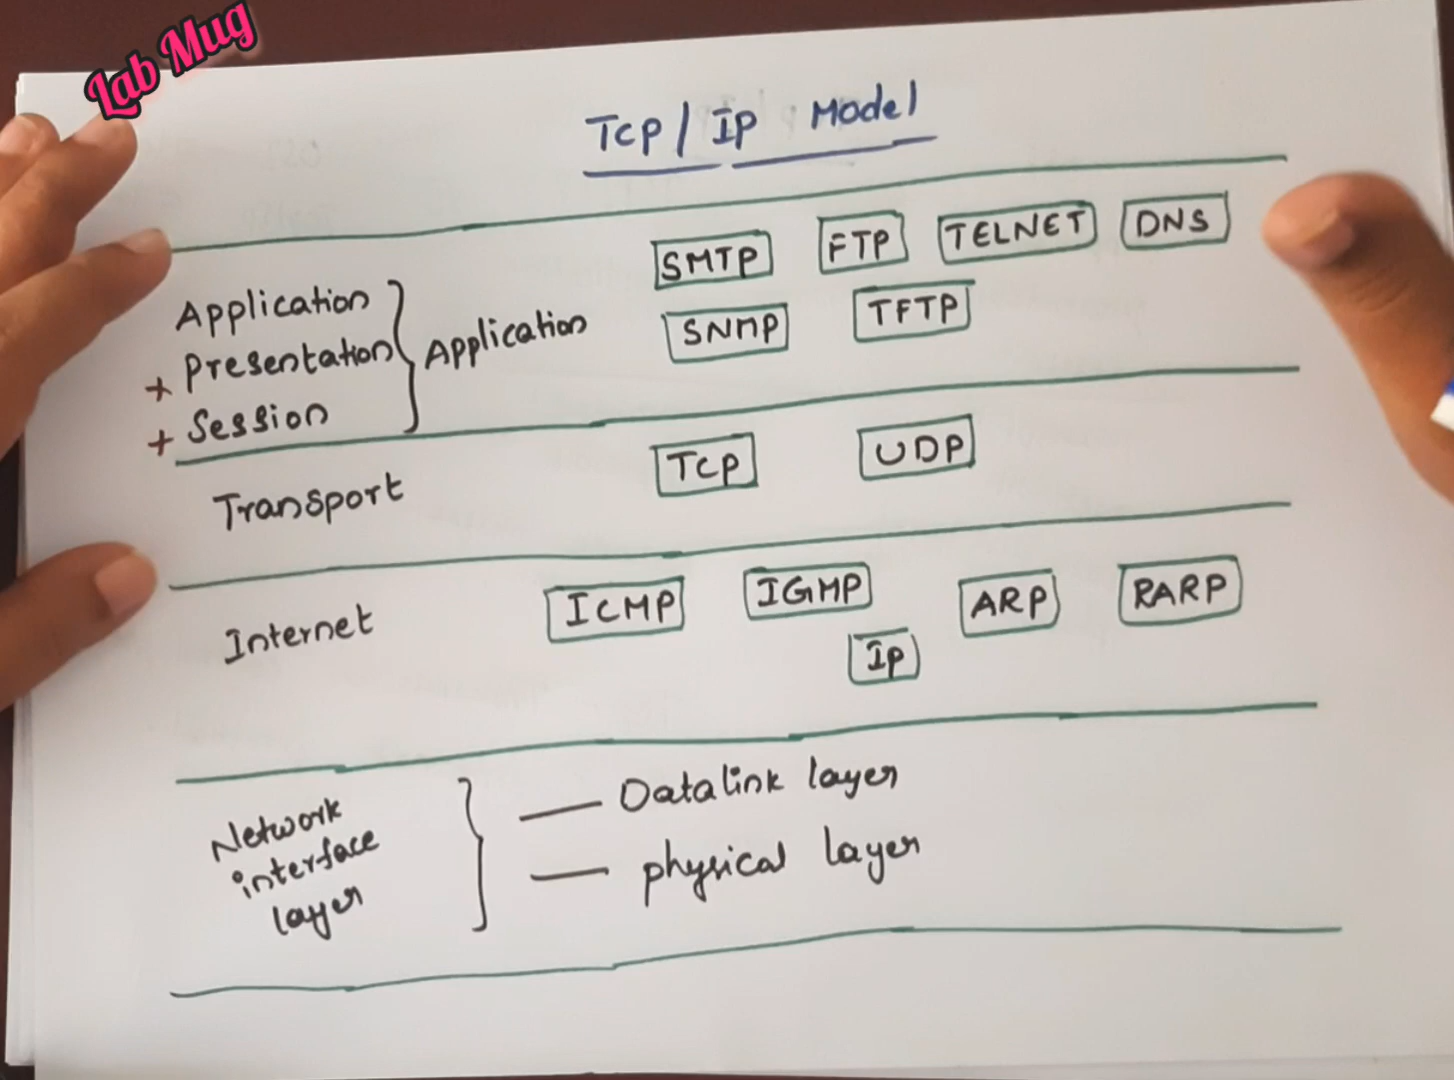 Lab Mug
Tcp / Ip Model
SMTP FTP TELNET DNS
SNMP TFTP
Application
+ Presentation
+ Session
Application
Transport TCP UDP
Internet ICMP IGMP ARP RARP
Ip
Network
interface
layer
— Datalink layer
— physical layer